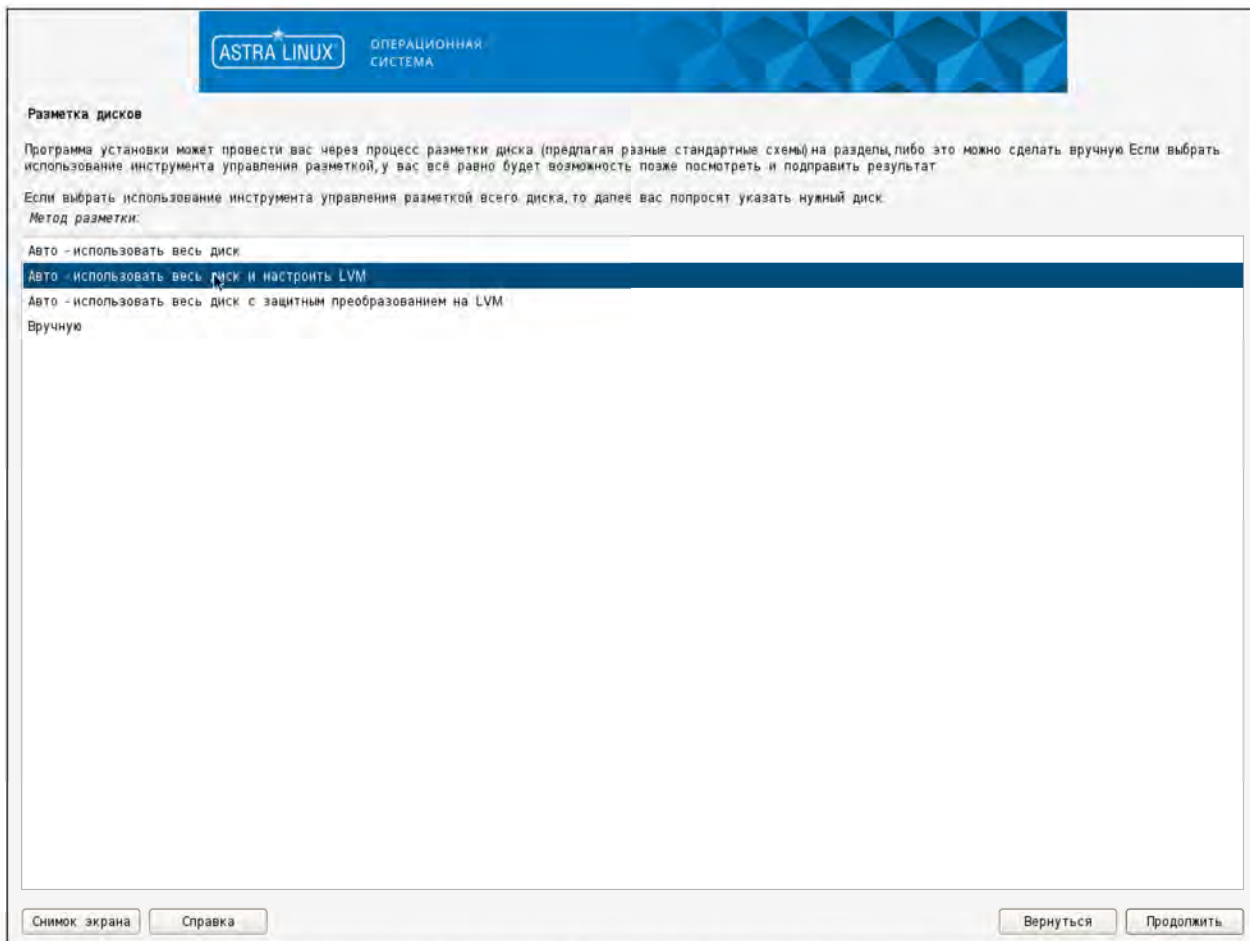 ASTRA LINUX
ОПЕРАЦИОННАЯ
СИСТЕМА
Разметка дисков
Программа установки может провести вас через процесс разметки диска (предлагая разные стандартные схемы) на разделы, либо это можно сделать вручную. Если выбрать
использование инструмента управления разметкой, у вас всё равно будет возможность позже посмотреть и подправить результат.
Если выбрать использование инструмента управления разметкой всего диска, то далее вас попросят указать нужный диск.
Метод разметки:
Авто - использовать весь диск
Авто - использовать весь диск и настроить LVM
Авто - использовать весь диск с защитным преобразованием на LVM
Вручную
Снимок экрана Справка Вернуться Продолжить